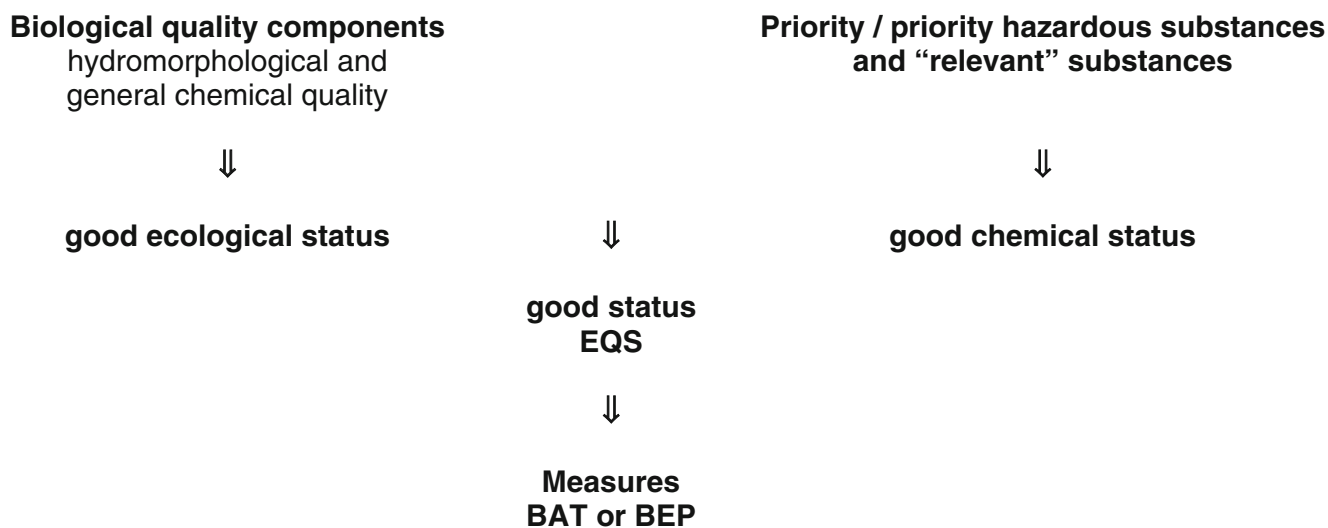 Biological quality components
hydromorphological and
general chemical quality
Priority / priority hazardous substances
and “relevant” substances
⇓
⇓
good ecological status
⇓
good chemical status
good status
EQS
⇓
Measures
BAT or BEP